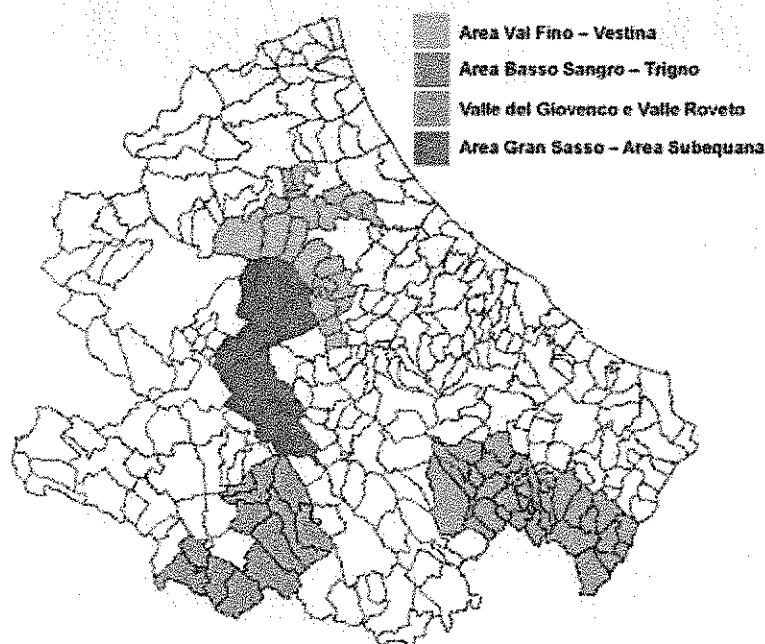 Area Val Fino – Vestina
Area Basso Sangro – Trigno
Valle del Giovenco e Valle Roveto
Area Gran Sasso – Area Subequana